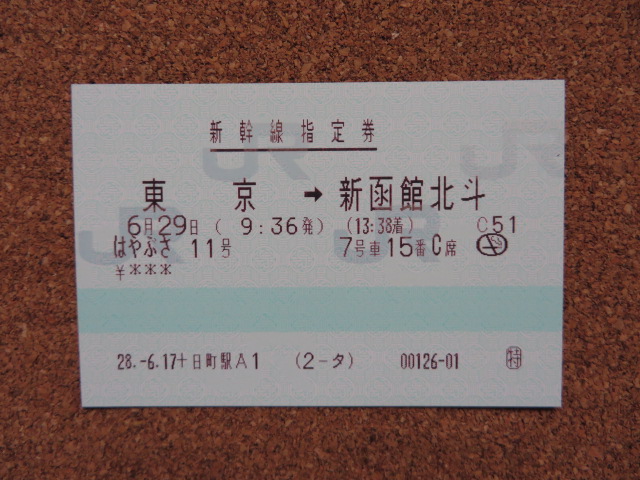 新幹線指定券
東京 → 新函館北斗
6月29日 ( 9:36発) (13:38着) C51
はやぶさ 11号 7号車15番C席
¥***
28.-6.17十日町駅A1 (2-タ) 00126-01 特